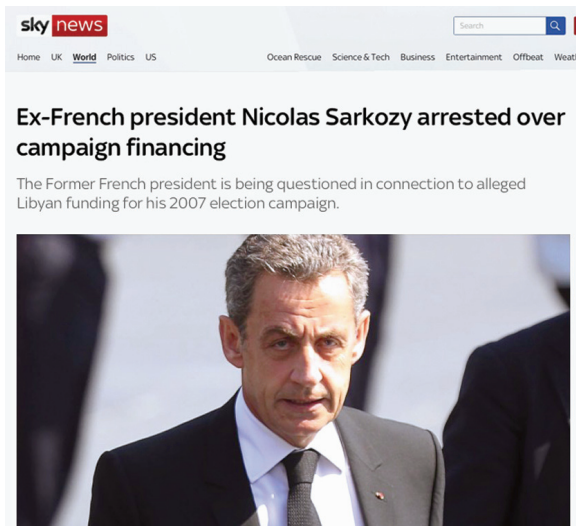 sky news
Search
Home UK World Politics US Ocean Rescue Science & Tech Business Entertainment Offbeat
Ex-French president Nicolas Sarkozy arrested over
campaign financing
The Former French president is being questioned in connection to alleged
Libyan funding for his 2007 election campaign.